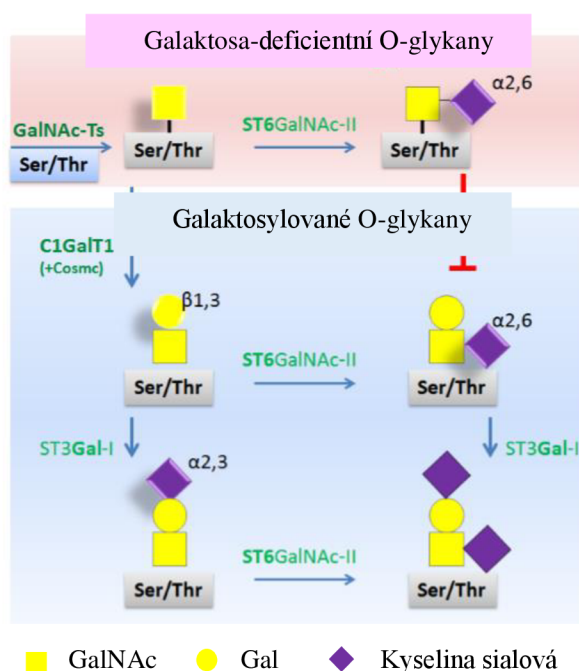 Galaktosa-deficientní O-glykany
α2,6
GalNAc-Ts
ST6GalNAc-II
Ser/Thr
Ser/Thr
Ser/Thr
Galaktosylované O-glykany
C1GalT1
(+Cosmc)
β1,3
α2,6
ST6GalNAc-II
Ser/Thr
Ser/Thr
ST3Gal-I
ST3Gal-I
α2,3
ST6GalNAc-II
Ser/Thr
Ser/Thr
GalNAc Gal Kyselina sialová